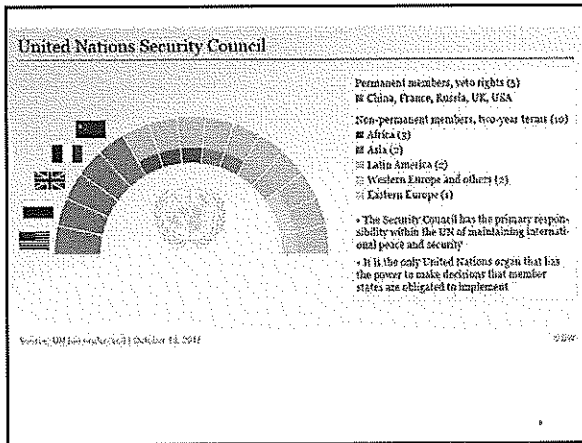 United Nations Security Council
Permanent members, veto rights (5)
China, France, Russia, UK, USA
Non-permanent members, two-year terms (10)
Africa (3)
Asia (2)
Latin America (2)
Western Europe and others (2)
Eastern Europe (1)
• The Security Council has the primary respon-
sibility within the UN of maintaining internati-
onal peace and security
• It is the only United Nations organ that has
the power to make decisions that member
states are obligated to implement
October
©DW